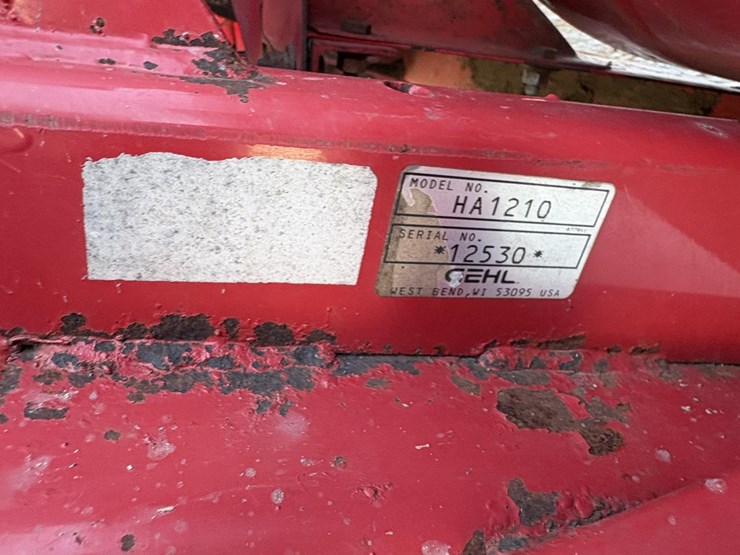 MODEL NO.
HA1210
SERIAL NO.
*12530*
GEHL
WEST BEND, WI 53095 USA